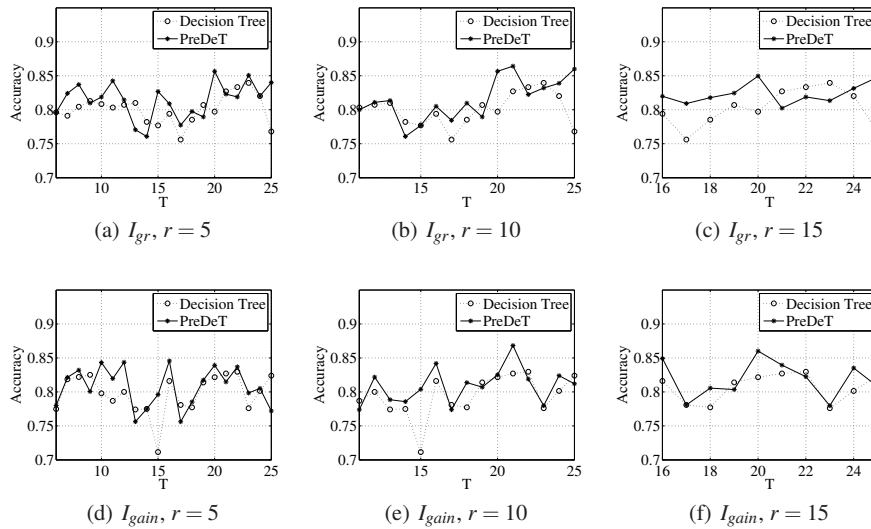 Decision Tree
PreDeT
0.9
0.85
0.8
0.75
0.7
Accuracy
10 15 20 25
T
(a) I_gr, r = 5
Decision Tree
PreDeT
0.9
0.85
0.8
0.75
0.7
Accuracy
15 20 25
T
(b) I_gr, r = 10
Decision Tree
PreDeT
0.9
0.85
0.8
0.75
0.7
Accuracy
16 18 20 22 24
T
(c) I_gr, r = 15
Decision Tree
PreDeT
0.9
0.85
0.8
0.75
0.7
Accuracy
10 15 20 25
T
(d) I_gain, r = 5
Decision Tree
PreDeT
0.9
0.85
0.8
0.75
0.7
Accuracy
15 20 25
T
(e) I_gain, r = 10
Decision Tree
PreDeT
0.9
0.85
0.8
0.75
0.7
Accuracy
16 18 20 22 24
T
(f) I_gain, r = 15